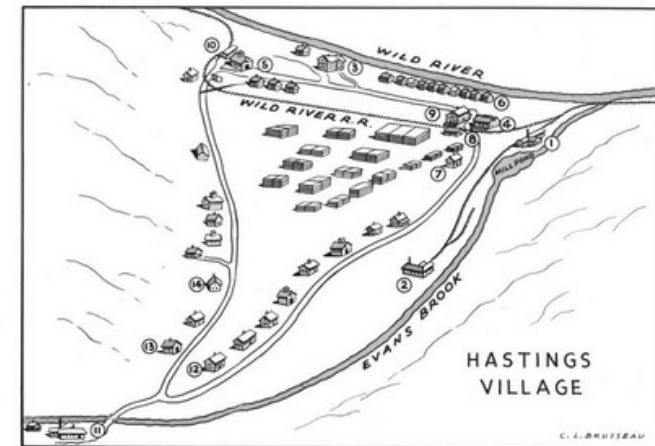 WILD RIVER
10
5
3
6
9
4
WILD RIVER R.R.
8
1
MILL POND
7
2
14
EVANS BROOK
13
12
HASTINGS
VILLAGE
11
C. L. BRUSSEAU